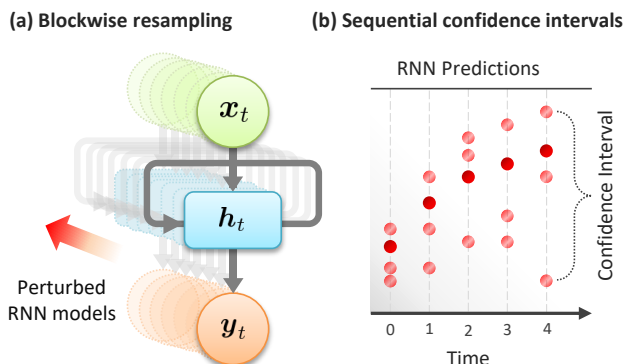 (a) Blockwise resampling
x_t
h_t
y_t
Perturbed
RNN models
(b) Sequential confidence intervals
RNN Predictions
Confidence Interval
0 1 2 3 4
Time